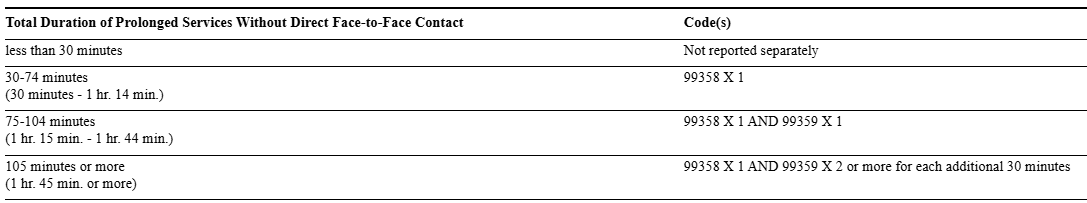 Total Duration of Prolonged Services Without Direct Face-to-Face Contact Code(s)
less than 30 minutes Not reported separately
30-74 minutes 99358 X 1
(30 minutes - 1 hr. 14 min.)
75-104 minutes 99358 X 1 AND 99359 X 1
(1 hr. 15 min. - 1 hr. 44 min.)
105 minutes or more 99358 X 1 AND 99359 X 2 or more for each additional 30 minutes
(1 hr. 45 min. or more)